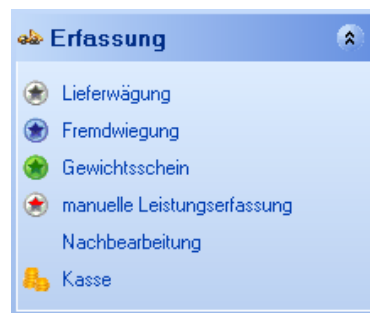 Erfassung
Lieferwägung
Fremdwiegung
Gewichtsschein
manuelle Leistungserfassung
Nachbearbeitung
Kasse